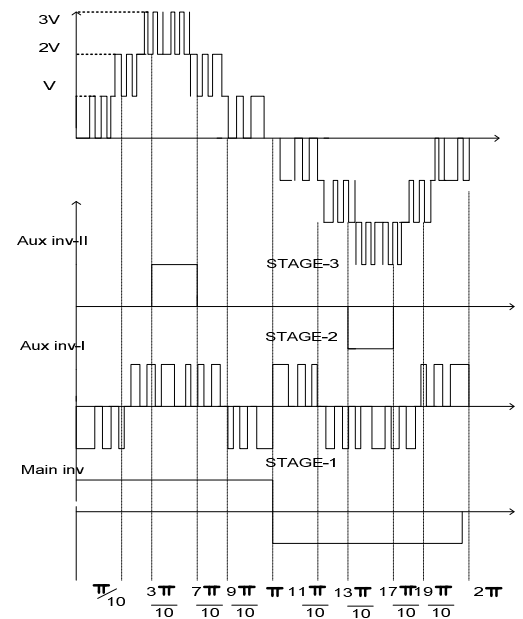 3V
2V
V
Aux inv-II
STAGE-3
STAGE-2
Aux inv-I
STAGE-1
Main inv
π/10 3π/10 7π/10 9π/10 π 11π/10 13π/10 17π/10 19π/10 2π